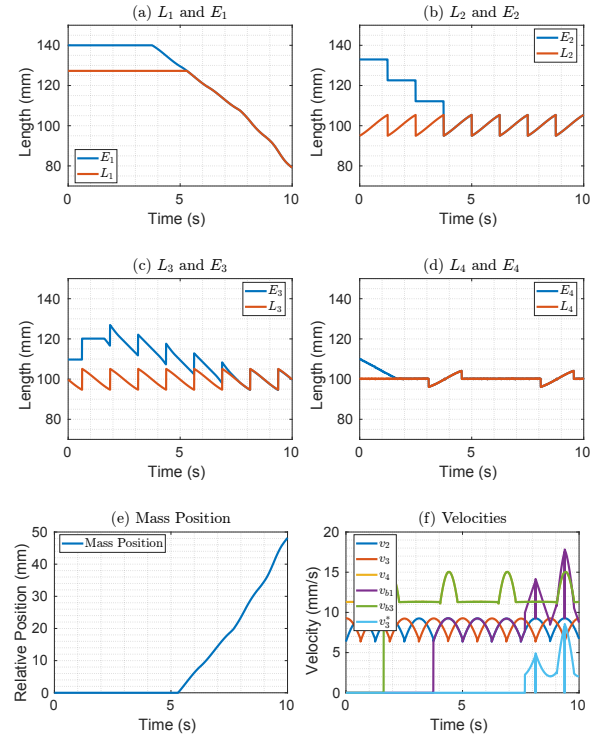 (a) L₁ and E₁
(b) L₂ and E₂
140
120
100
80
Length (mm)
E₁
L₁
0
5
10
Time (s)
140
120
100
80
Length (mm)
E₂
L₂
0
5
10
Time (s)
(c) L₃ and E₃
(d) L₄ and E₄
140
120
100
80
Length (mm)
E₃
L₃
0
5
10
Time (s)
140
120
100
80
Length (mm)
E₄
L₄
0
5
10
Time (s)
(e) Mass Position
(f) Velocities
50
40
30
20
10
0
Relative Position (mm)
Mass Position
0
5
10
Time (s)
20
15
10
5
0
Velocity (mm/s)
v₂
v₃
v₄
v_b1
v_b3
v₃*
0
5
10
Time (s)